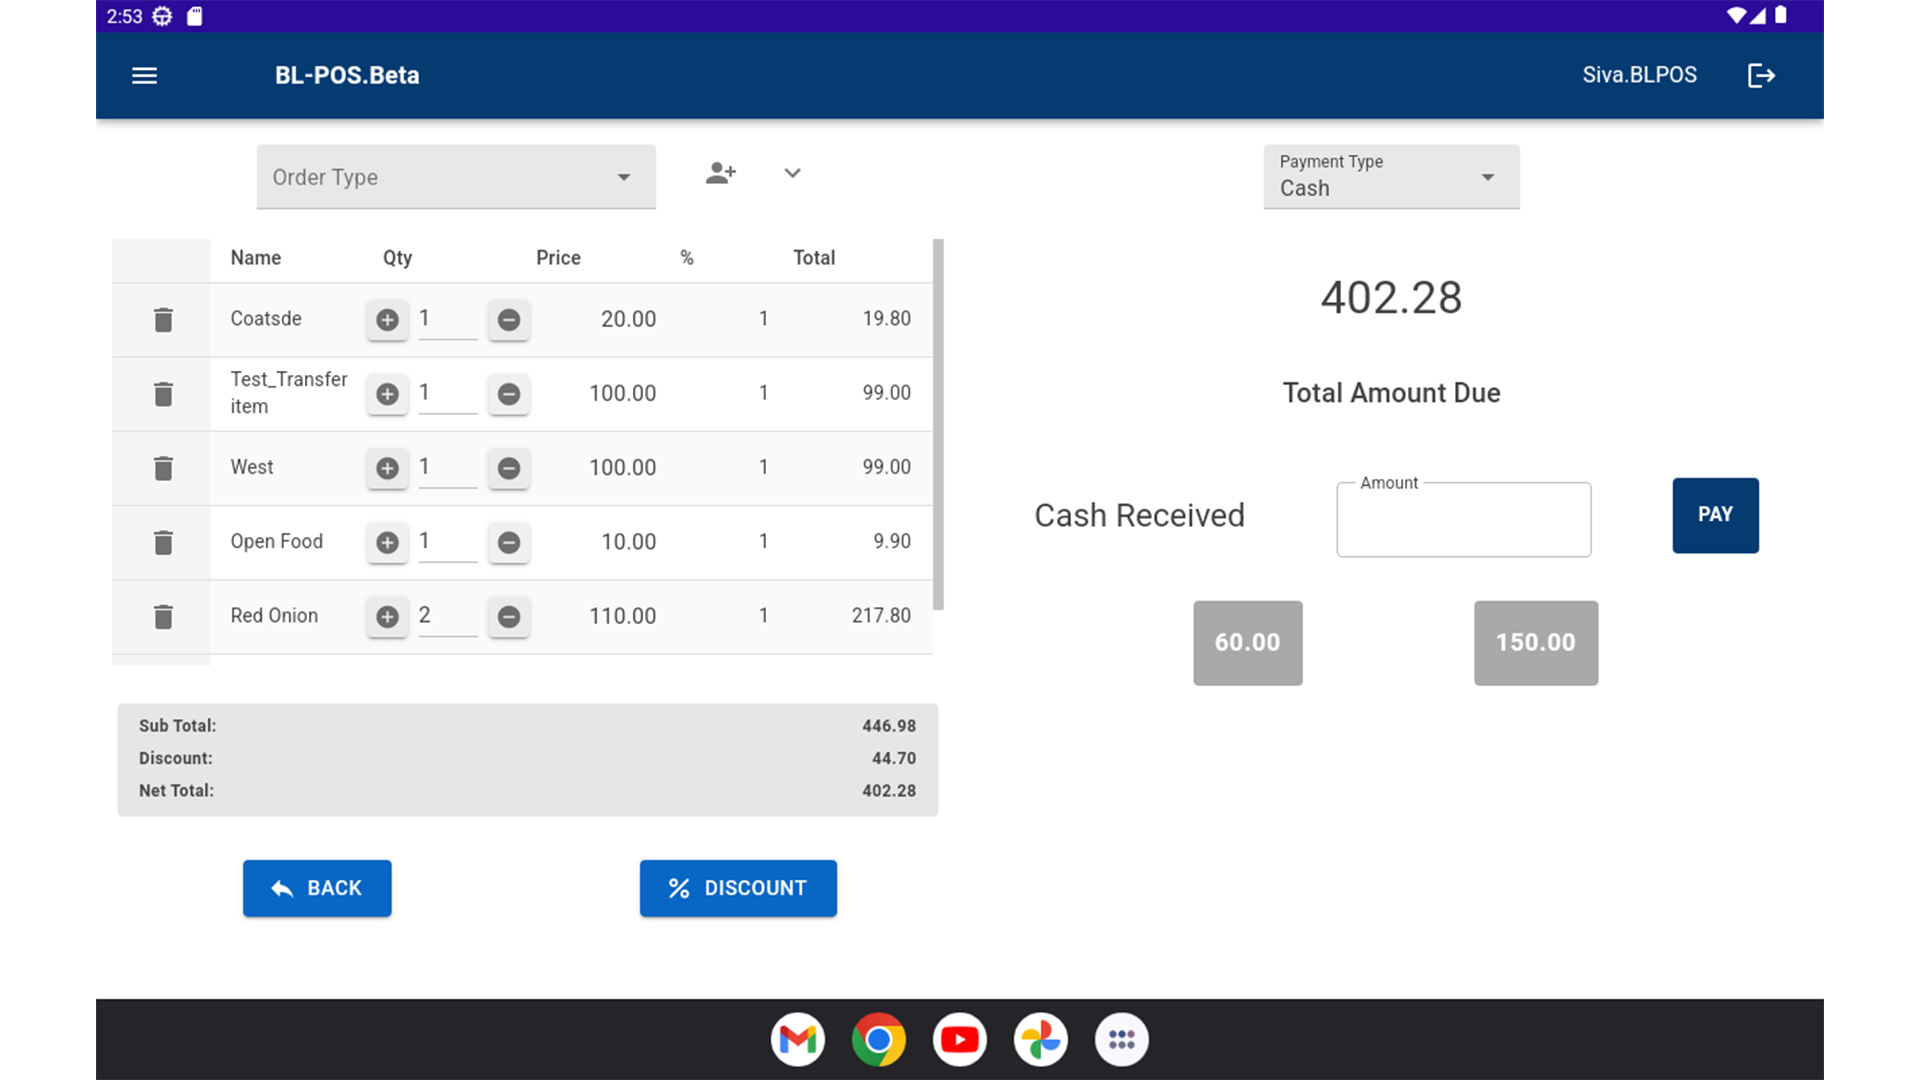 2:53
BL-POS.Beta
Siva.BLPOS
Order Type
Payment Type
Cash
Name Qty Price % Total
Coatsde 1 20.00 1 19.80
Test_Transfer
item 1 100.00 1 99.00
West 1 100.00 1 99.00
Open Food 1 10.00 1 9.90
Red Onion 2 110.00 1 217.80
Sub Total: 446.98
Discount: 44.70
Net Total: 402.28
BACK
% DISCOUNT
402.28
Total Amount Due
Cash Received
Amount
PAY
60.00
150.00